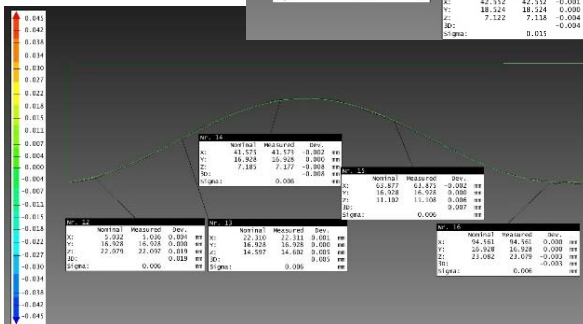 X: 42.552 42.552 -0.001
Y: 18.524 18.524 0.000
Z: 7.122 7.118 -0.004
3D: -0.004
Sigma: 0.015
0.045
0.042
0.038
0.034
0.030
0.027
0.022
0.018
0.015
0.011
0.007
0.004
-0.000
-0.004
-0.007
-0.011
-0.015
-0.018
-0.022
-0.027
-0.030
-0.034
-0.038
-0.042
-0.045
Nr. 14
Nominal Measured Dev.
X: 41.575 41.573 -0.002 mm
Y: 16.928 16.928 0.000 mm
Z: 7.185 7.177 -0.008 mm
3D: -0.008 mm
Sigma: 0.006 mm
Nr. 15
Nominal Measured Dev.
X: 63.877 63.875 -0.002 mm
Y: 16.928 16.928 0.000 mm
Z: 11.102 11.108 0.006 mm
3D: 0.007 mm
Sigma: 0.006 mm
Nr. 12
Nominal Measured Dev.
X: 5.032 5.036 0.004 mm
Y: 16.928 16.928 0.000 mm
Z: 22.079 22.097 0.019 mm
3D: 0.019 mm
Sigma: 0.006 mm
Nr. 13
Nominal Measured Dev.
X: 22.310 22.311 0.001 mm
Y: 16.928 16.928 0.000 mm
Z: 14.597 14.602 0.005 mm
3D: 0.005 mm
Sigma: 0.006 mm
Nr. 16
Nominal Measured Dev.
X: 94.561 94.561 0.000 mm
Y: 16.928 16.928 0.000 mm
Z: 23.082 23.079 -0.003 mm
3D: -0.003 mm
Sigma: 0.006 mm